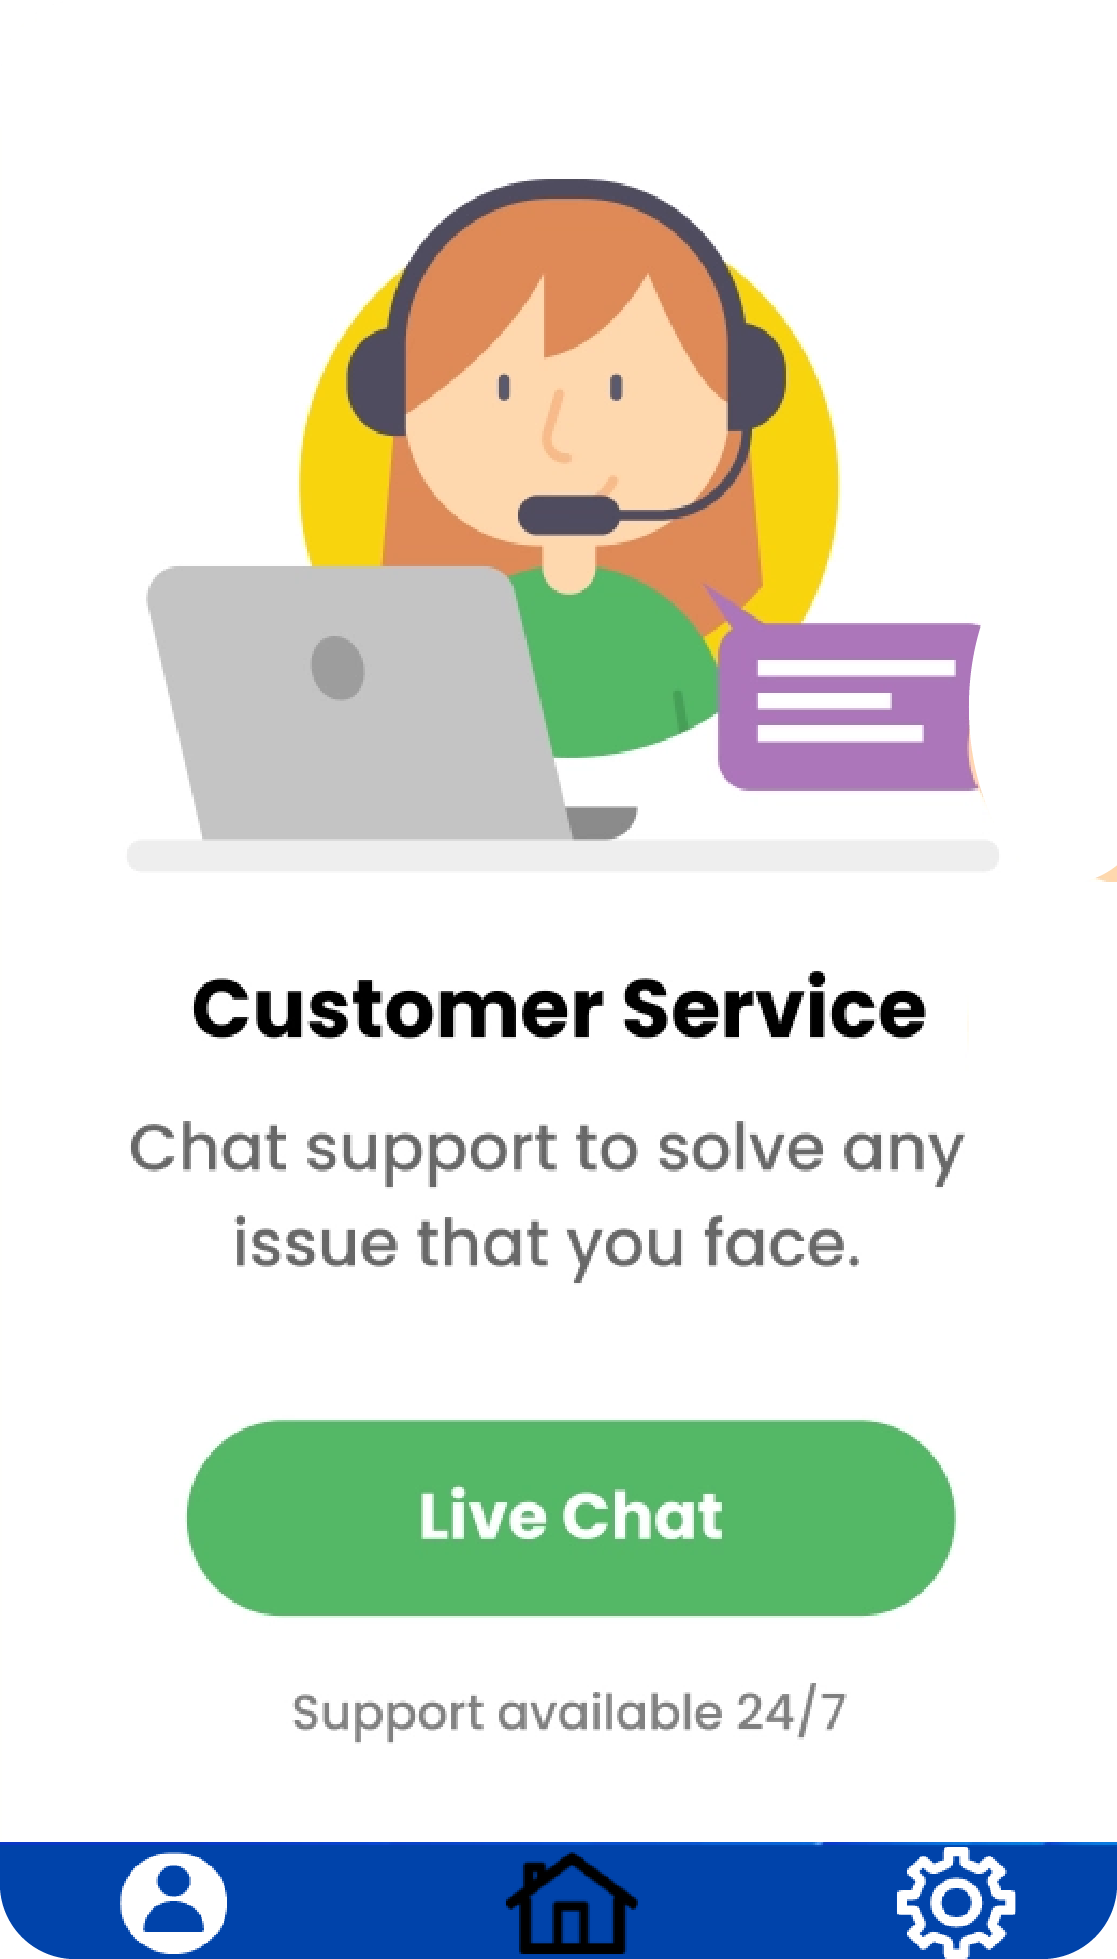 Customer Service
Chat support to solve any
issue that you face.
Live Chat
Support available 24/7